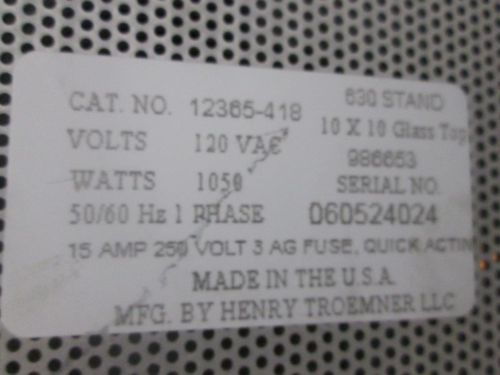 CAT. NO. 12365-418 630 STAND
VOLTS 120 VAC 10 X 10 Glass Top
986653
WATTS 1050 SERIAL NO.
50/60 Hz 1 PHASE 060524024
15 AMP 250 VOLT 3 AG FUSE, QUICK ACTIN
MADE IN THE U.S.A.
MFG. BY HENRY TROEMNER LLC